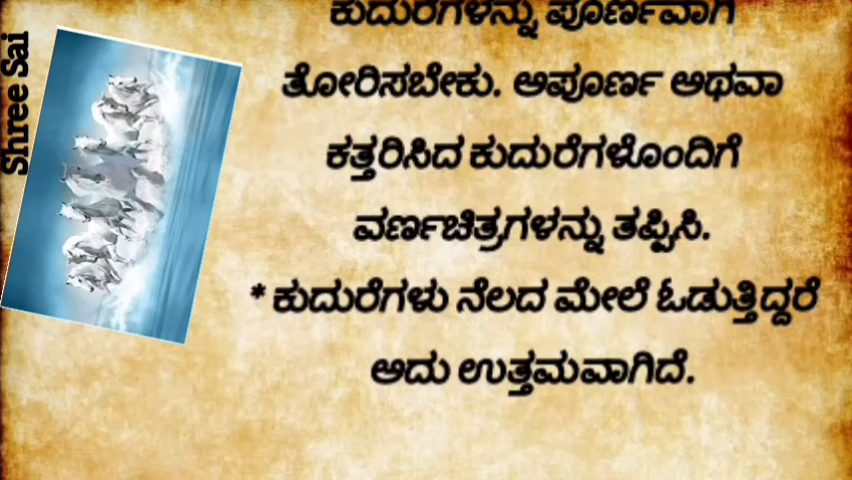 Shree Sai
ಕುದುರೆಗಳನ್ನು ಪೂರ್ಣವಾಗಿ
ತೋರಿಸಬೇಕು. ಅಪೂರ್ಣ ಅಥವಾ
ಕತ್ತರಿಸಿದ ಕುದುರೆಗಳೊಂದಿಗೆ
ವರ್ಣಚಿತ್ರಗಳನ್ನು ತಪ್ಪಿಸಿ.
* ಕುದುರೆಗಳು ನೆಲದ ಮೇಲೆ ಓಡುತ್ತಿದ್ದರೆ
ಅದು ಉತ್ತಮವಾಗಿದೆ.